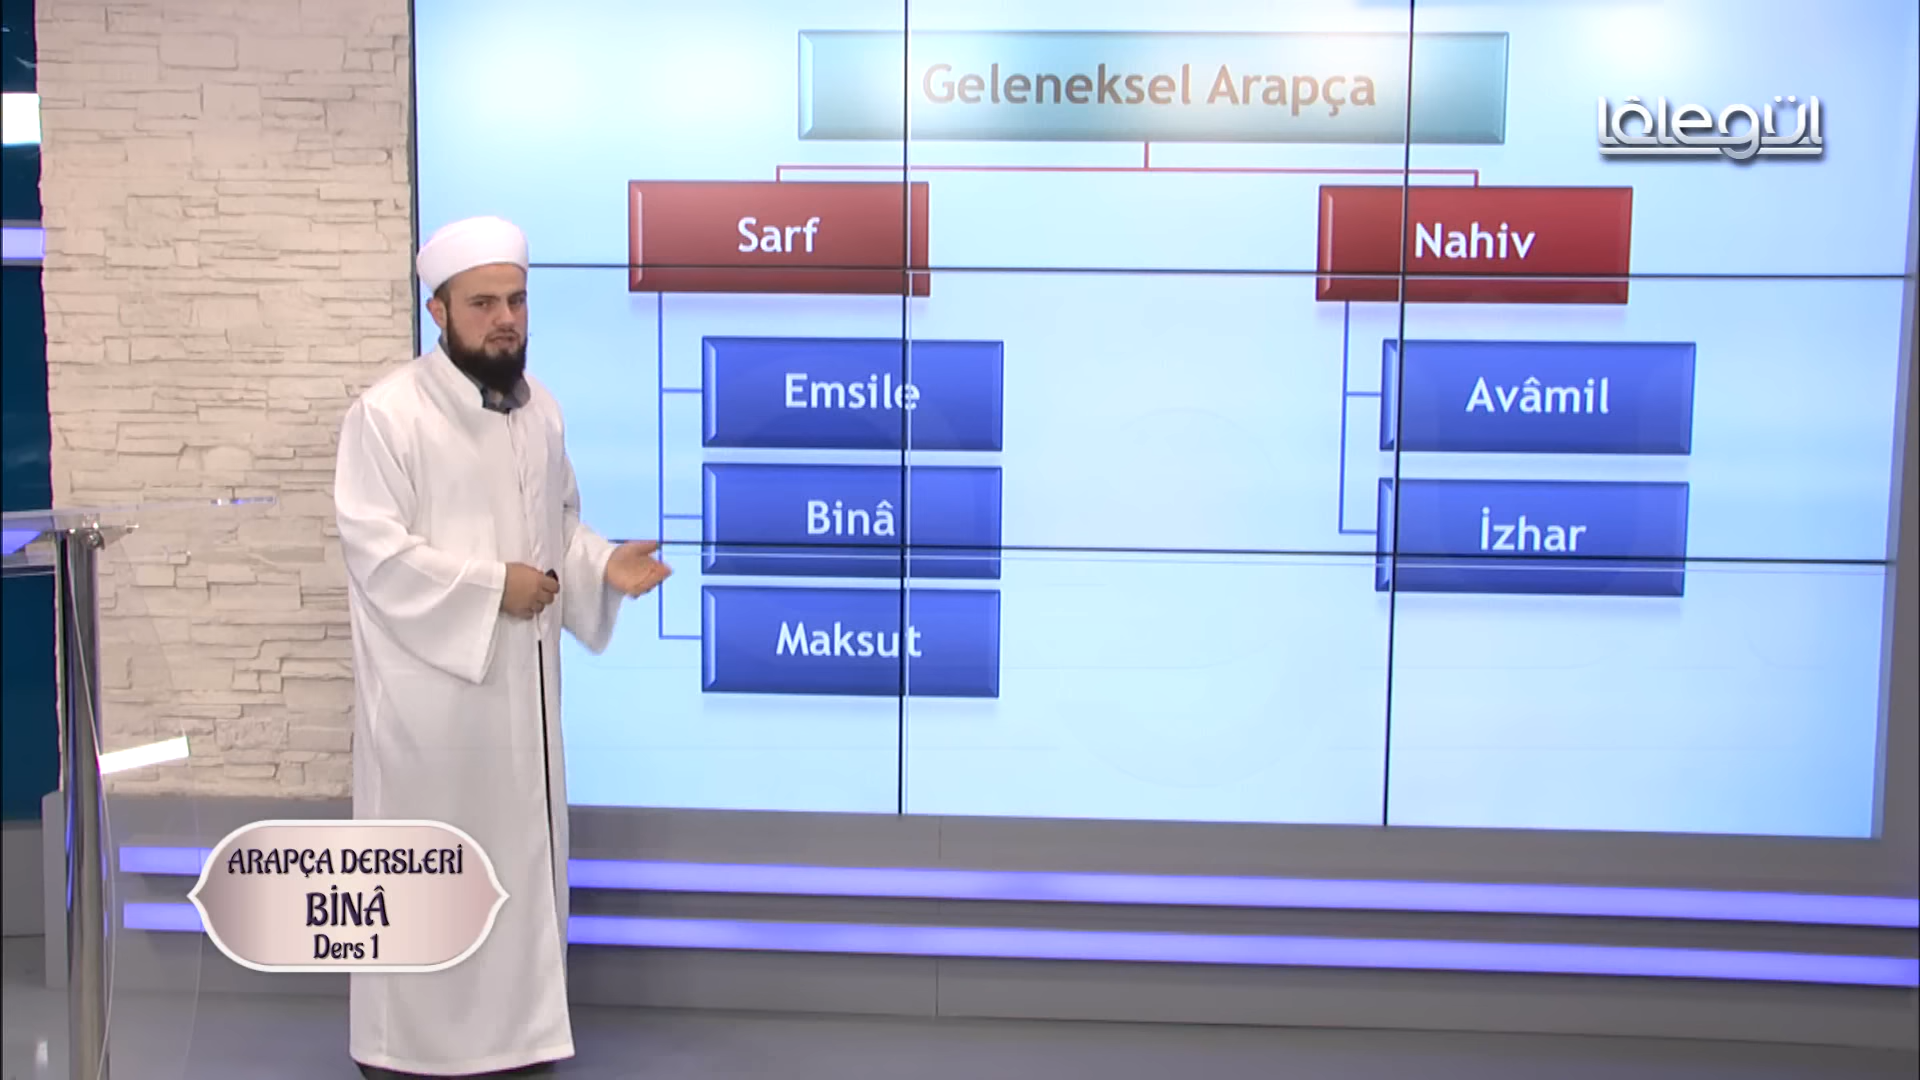 Geleneksel Arapça
lâlegül
Sarf
Nahiv
Emsile
Avâmil
Binâ
İzhar
Maksut
ARAPÇA DERSLERİ
BİNÂ
Ders 1